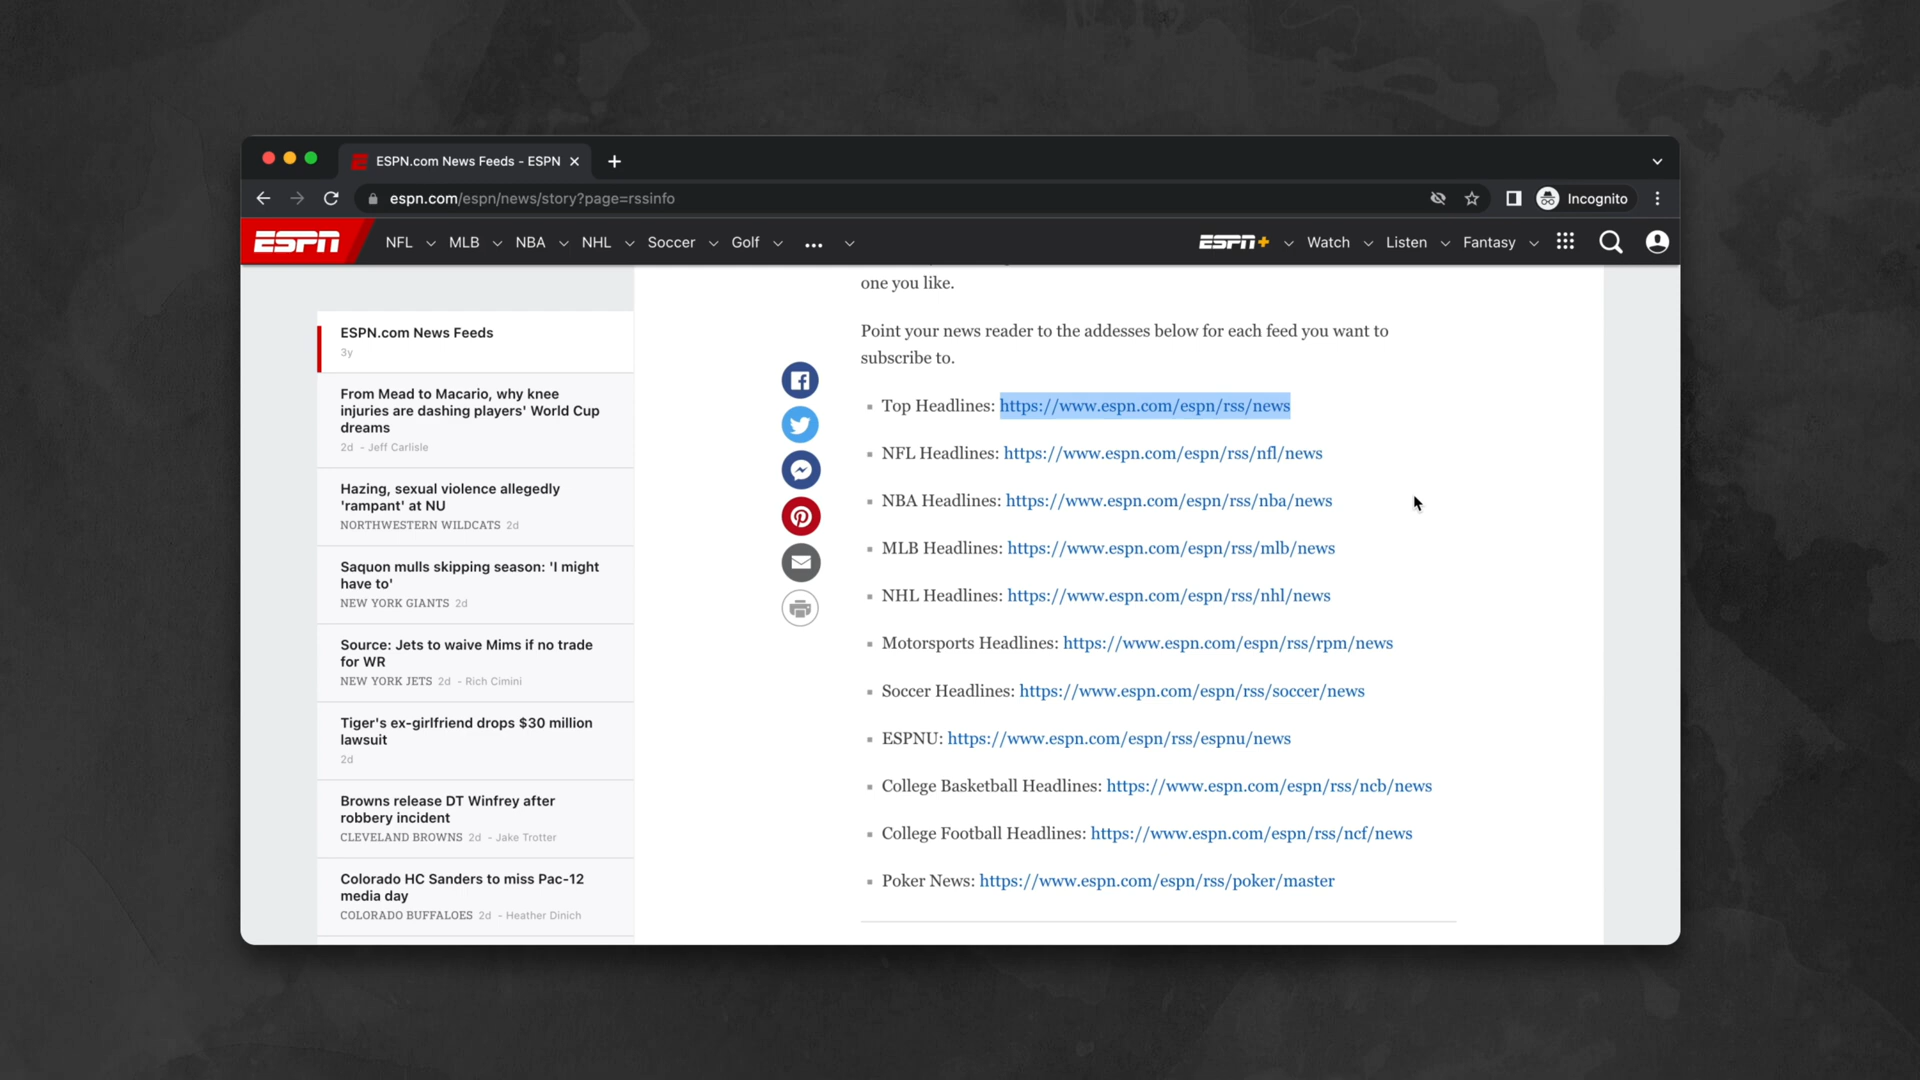 ESPN.com News Feeds - ESPN
espn.com/espn/news/story?page=rssinfo
Incognito
ESPN NFL MLB NBA NHL Soccer Golf ... ESPN+ Watch Listen Fantasy
ESPN.com News Feeds
3y
From Mead to Macario, why knee
injuries are dashing players' World Cup
dreams
2d - Jeff Carlisle
Hazing, sexual violence allegedly
'rampant' at NU
NORTHWESTERN WILDCATS 2d
Saquon mulls skipping season: 'I might
have to'
NEW YORK GIANTS 2d
Source: Jets to waive Mims if no trade
for WR
NEW YORK JETS 2d - Rich Cimini
Tiger's ex-girlfriend drops $30 million
lawsuit
2d
Browns release DT Winfrey after
robbery incident
CLEVELAND BROWNS 2d - Jake Trotter
Colorado HC Sanders to miss Pac-12
media day
COLORADO BUFFALOES 2d - Heather Dinich
one you like.
Point your news reader to the addesses below for each feed you want to
subscribe to.
Top Headlines: https://www.espn.com/espn/rss/news
NFL Headlines: https://www.espn.com/espn/rss/nfl/news
NBA Headlines: https://www.espn.com/espn/rss/nba/news
MLB Headlines: https://www.espn.com/espn/rss/mlb/news
NHL Headlines: https://www.espn.com/espn/rss/nhl/news
Motorsports Headlines: https://www.espn.com/espn/rss/rpm/news
Soccer Headlines: https://www.espn.com/espn/rss/soccer/news
ESPNU: https://www.espn.com/espn/rss/espnu/news
College Basketball Headlines: https://www.espn.com/espn/rss/ncb/news
College Football Headlines: https://www.espn.com/espn/rss/ncf/news
Poker News: https://www.espn.com/espn/rss/poker/master